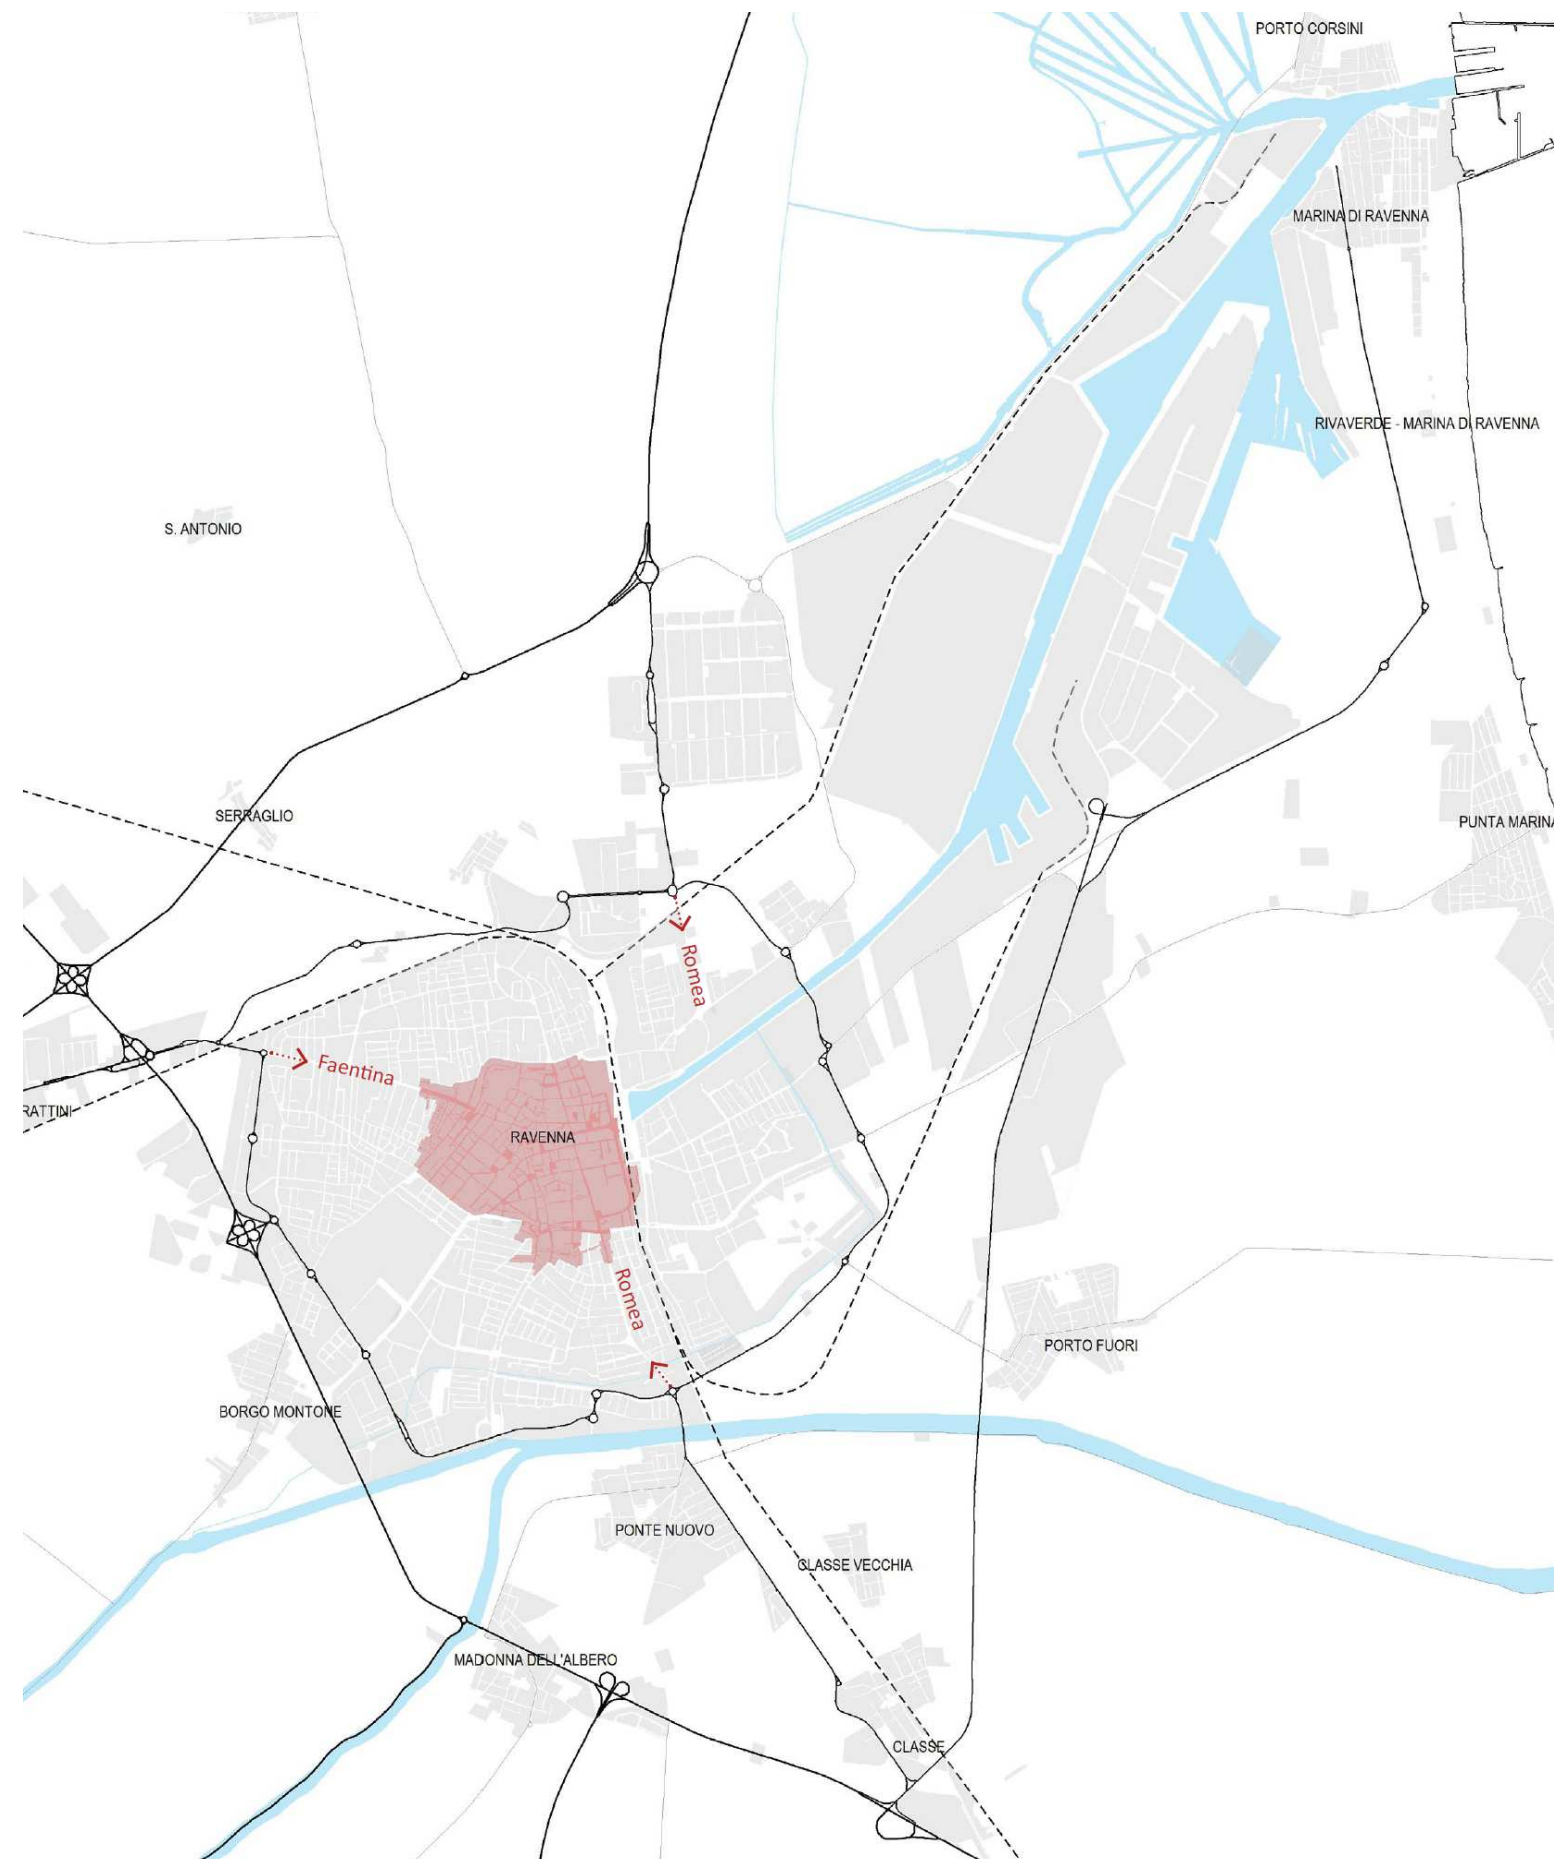 PORTO CORSINI
MARINA DI RAVENNA
RIVAVERDE - MARINA DI RAVENNA
S. ANTONIO
SERRAGLIO
PUNTA MARINA
Romea
Faentina
RATTINI
RAVENNA
Romea
PORTO FUORI
BORGO MONTONE
PONTE NUOVO
CLASSE VECCHIA
MADONNA DELL'ALBERO
CLASSE